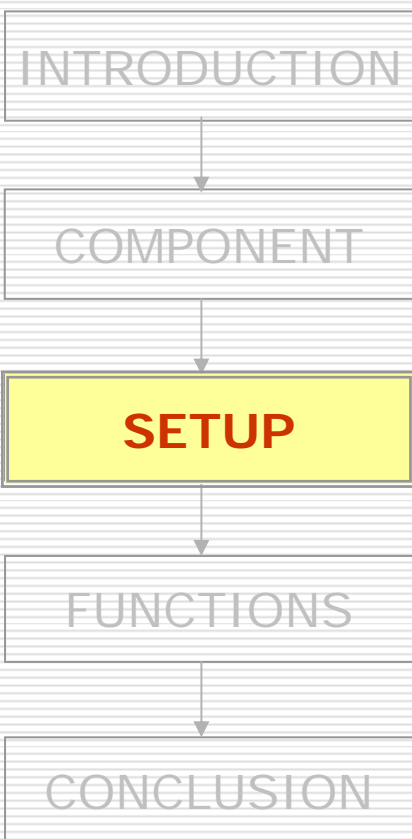 INTRODUCTION
COMPONENT
SETUP
FUNCTIONS
CONCLUSION